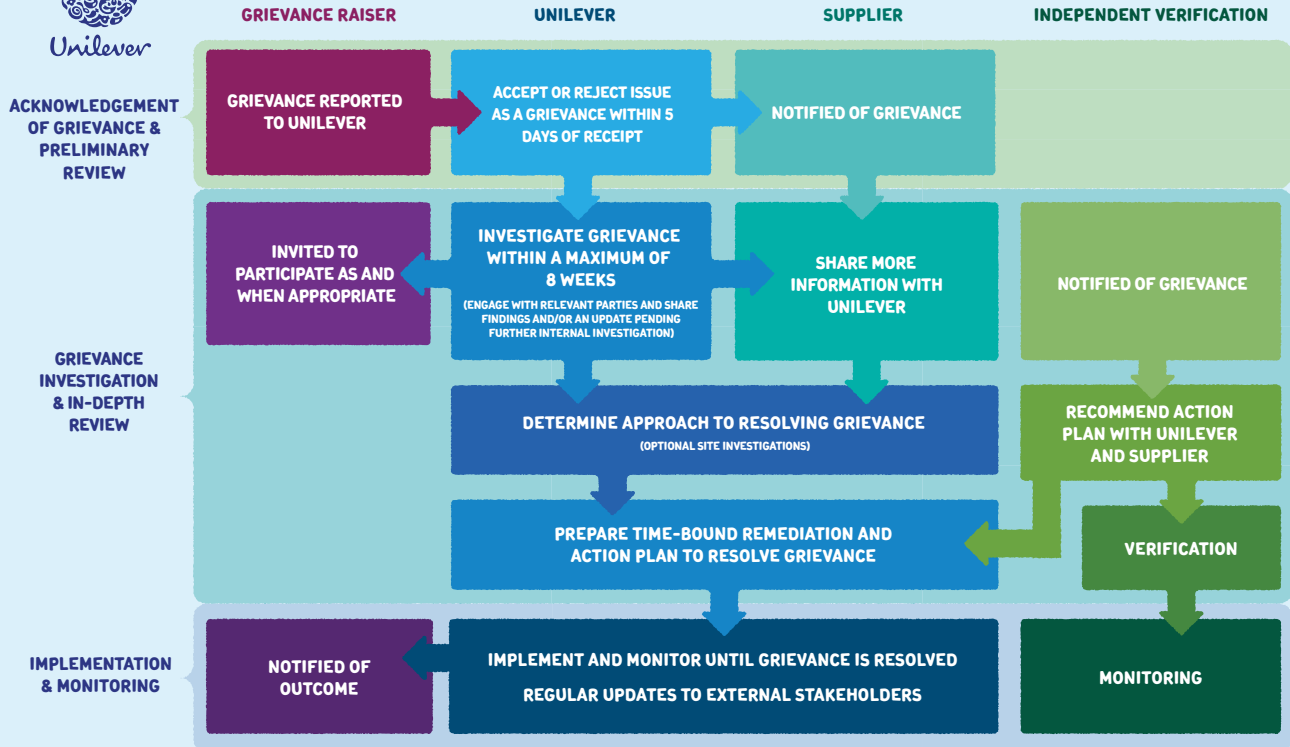 GRIEVANCE RAISER
UNILEVER
SUPPLIER
INDEPENDENT VERIFICATION
Unilever
ACKNOWLEDGEMENT
OF GRIEVANCE &
PRELIMINARY
REVIEW
GRIEVANCE REPORTED
TO UNILEVER
ACCEPT OR REJECT ISSUE
AS A GRIEVANCE WITHIN 5
DAYS OF RECEIPT
NOTIFIED OF GRIEVANCE
GRIEVANCE
INVESTIGATION
& IN-DEPTH
REVIEW
INVITED TO
PARTICIPATE AS AND
WHEN APPROPRIATE
INVESTIGATE GRIEVANCE
WITHIN A MAXIMUM OF
8 WEEKS
(ENGAGE WITH RELEVANT PARTIES AND SHARE
FINDINGS AND/OR AN UPDATE PENDING
FURTHER INTERNAL INVESTIGATION)
SHARE MORE
INFORMATION WITH
UNILEVER
NOTIFIED OF GRIEVANCE
DETERMINE APPROACH TO RESOLVING GRIEVANCE
(OPTIONAL SITE INVESTIGATIONS)
RECOMMEND ACTION
PLAN WITH UNILEVER
AND SUPPLIER
PREPARE TIME-BOUND REMEDIATION AND
ACTION PLAN TO RESOLVE GRIEVANCE
VERIFICATION
IMPLEMENTATION
& MONITORING
NOTIFIED OF
OUTCOME
IMPLEMENT AND MONITOR UNTIL GRIEVANCE IS RESOLVED
REGULAR UPDATES TO EXTERNAL STAKEHOLDERS
MONITORING